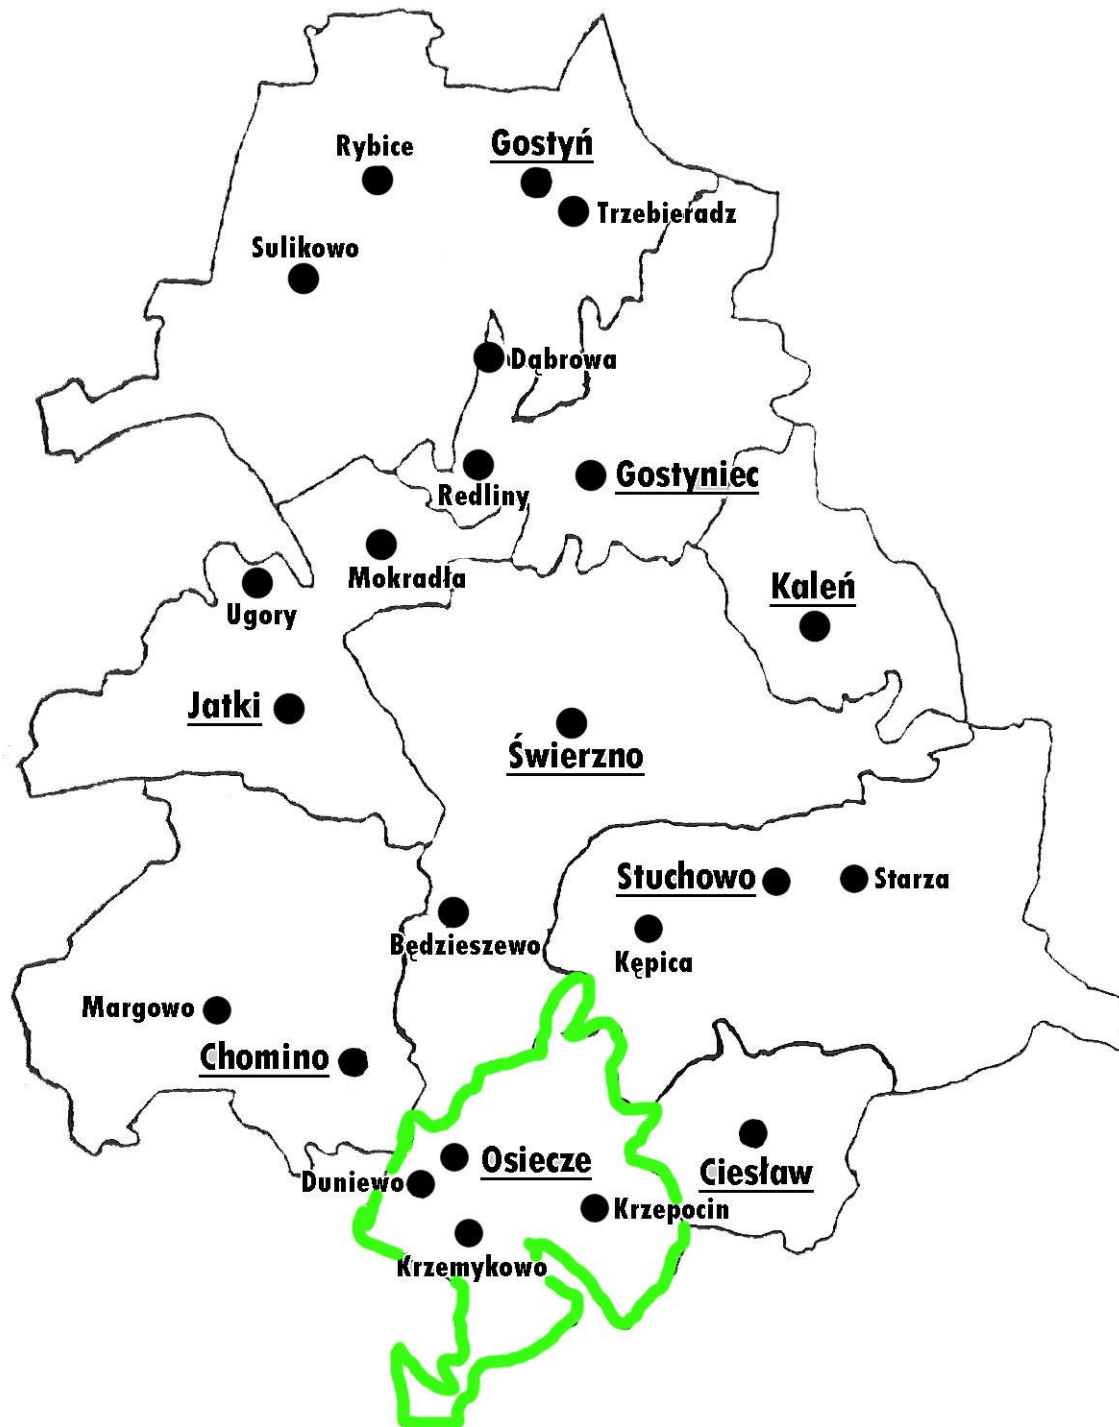 Rybice
Gostyń
Trzebieradz
Sulikowo
Dąbrowa
Redliny
Gostyniec
Mokradła
Ugory
Kaleń
Jatki
Świerzno
Stuchowo
Starza
Będzieszewo
Kępica
Margowo
Chomino
Osiecze
Ciesław
Duniewo
Krzepocin
Krzemykowo